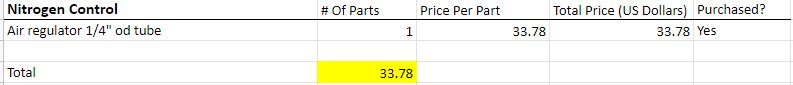 Nitrogen Control # Of Parts Price Per Part Total Price (US Dollars) Purchased?
Air regulator 1/4" od tube 1 33.78 33.78 Yes
Total 33.78